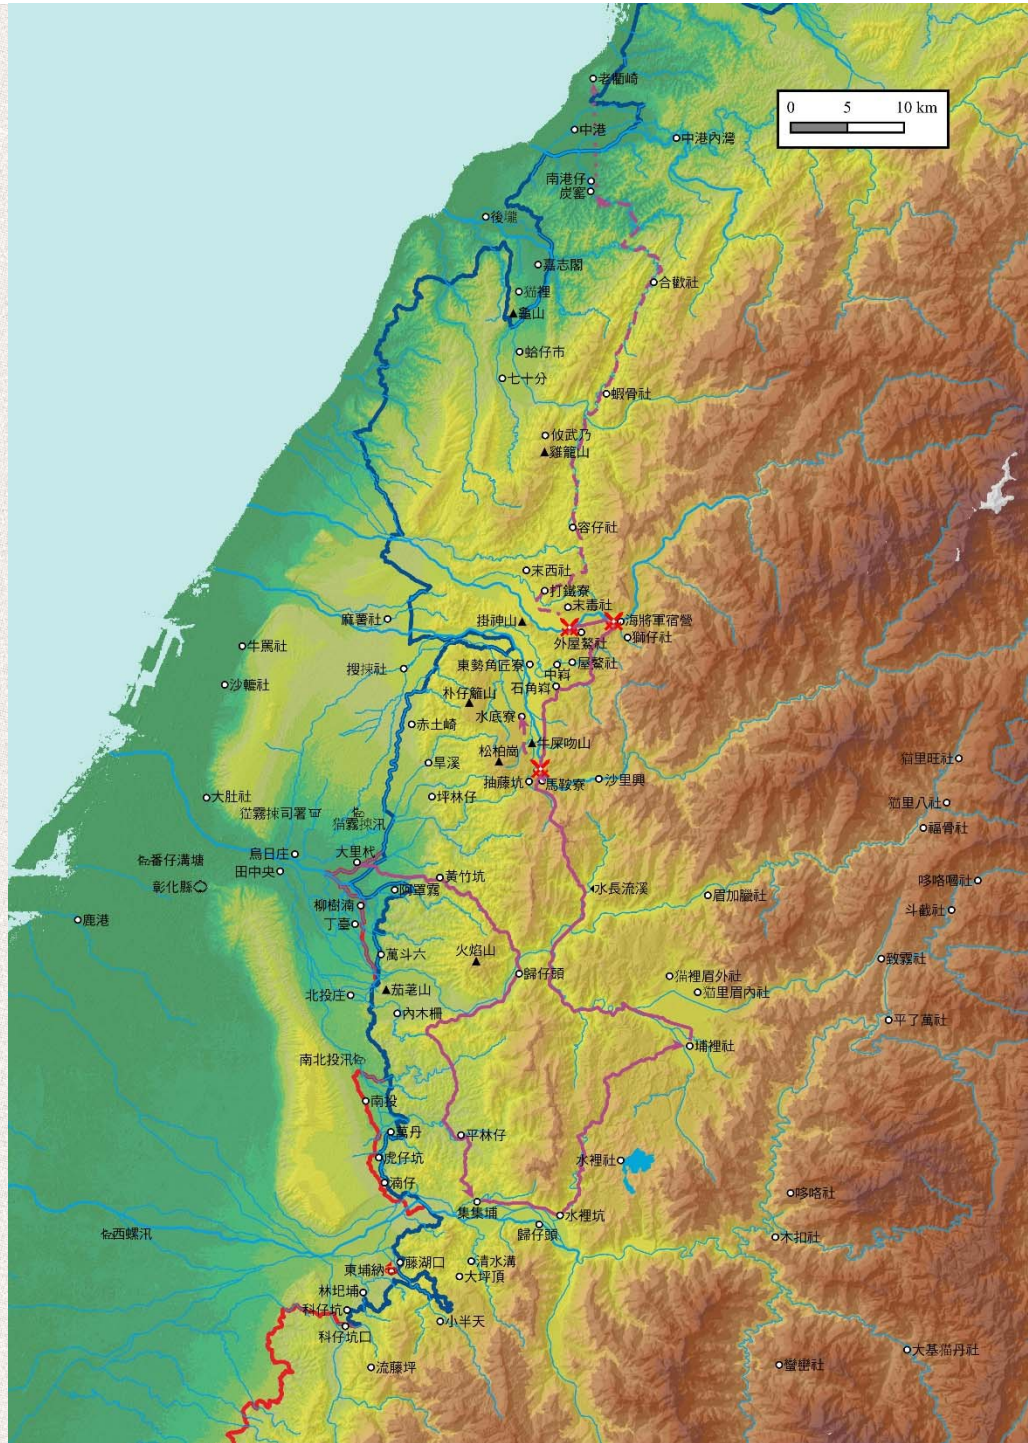 老衢崎
0 5 10 km
中港
中港內灣
南港仔
炭窰
後壠
嘉志閣
合歡社
猫裡
龜山
蛤仔市
七十分
蝦骨社
攸武乃
雞籠山
容仔社
末西社
打鐵寮
末毒社
麻薯社
掛神山
海將軍宿營
外屋鰲社
獅仔社
牛罵社
搜捒社
東勢角匠寮
屋鰲社
中嵙
沙轆社
石角嵙
朴仔籬山
水底寮
赤土崎
牛屎吻山
松柏崗
旱溪
猫里旺社
抽藤坑
馬鞍寮
沙里興
坪林仔
大肚社
猫里八社
猫霧捒司署
猫霧捒汛
福骨社
烏日庄
大里杙
番仔溝塘
田中央
黃竹坑
哆咯嘓社
彰化縣
阿罩霧
水長流溪
眉加臘社
柳樹湳
斗截社
鹿港
丁臺
萬斗六
火焰山
致霧社
歸仔頭
猫裡眉外社
茄荖山
北投庄
猫里眉內社
內木柵
平了萬社
埔裡社
南北投汛
南投
萬丹
平林仔
虎仔坑
水裡社
湳仔
哆咯社
集集埔
水裡坑
歸仔頭
西螺汛
木扣社
藤湖口
清水溝
東埔蚋
大坪頂
林圯埔
科仔坑
小半天
科仔坑口
大基猫丹社
流藤坪
蠻巒社